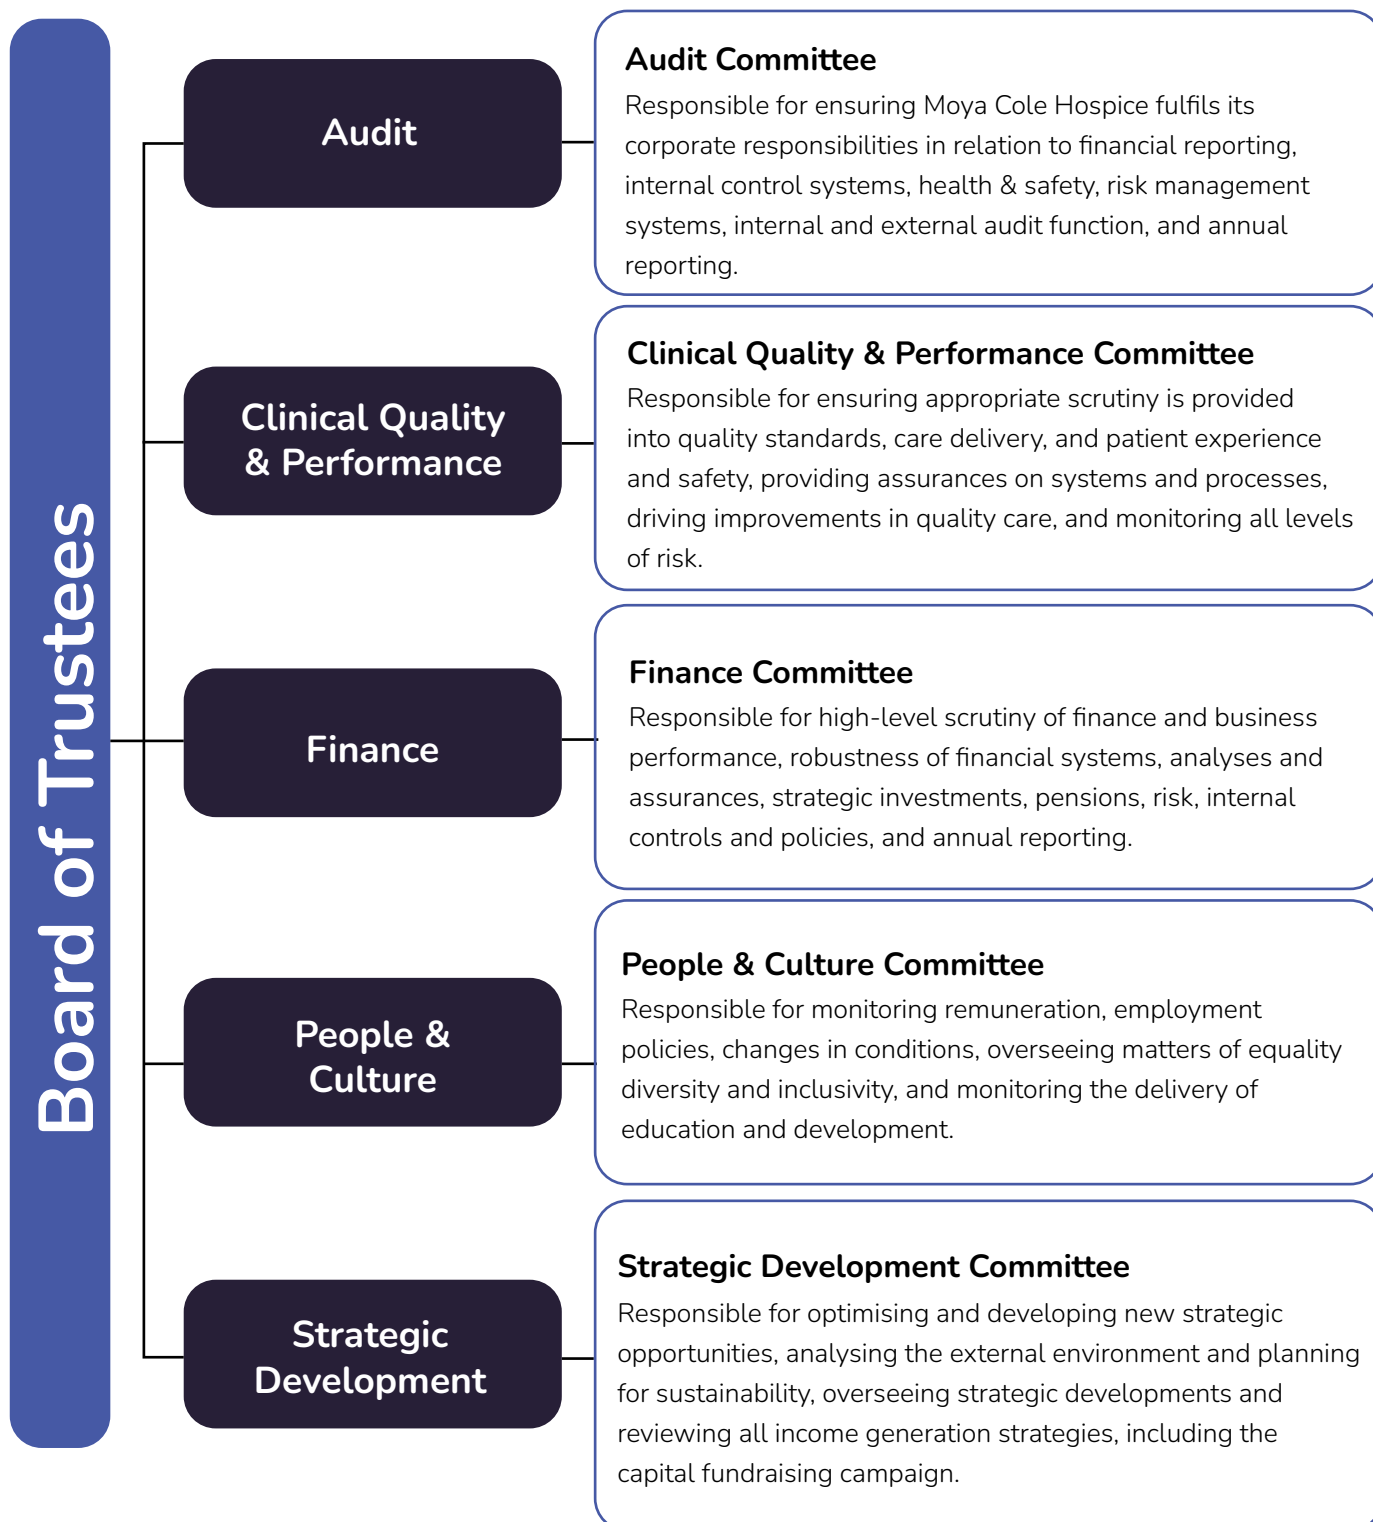 Board of Trustees
Audit
Audit Committee
Responsible for ensuring Moya Cole Hospice fulfils its
corporate responsibilities in relation to financial reporting,
internal control systems, health & safety, risk management
systems, internal and external audit function, and annual
reporting.
Clinical Quality
& Performance
Clinical Quality & Performance Committee
Responsible for ensuring appropriate scrutiny is provided
into quality standards, care delivery, and patient experience
and safety, providing assurances on systems and processes,
driving improvements in quality care, and monitoring all levels
of risk.
Finance
Finance Committee
Responsible for high-level scrutiny of finance and business
performance, robustness of financial systems, analyses and
assurances, strategic investments, pensions, risk, internal
controls and policies, and annual reporting.
People &
Culture
People & Culture Committee
Responsible for monitoring remuneration, employment
policies, changes in conditions, overseeing matters of equality
diversity and inclusivity, and monitoring the delivery of
education and development.
Strategic
Development
Strategic Development Committee
Responsible for optimising and developing new strategic
opportunities, analysing the external environment and planning
for sustainability, overseeing strategic developments and
reviewing all income generation strategies, including the
capital fundraising campaign.